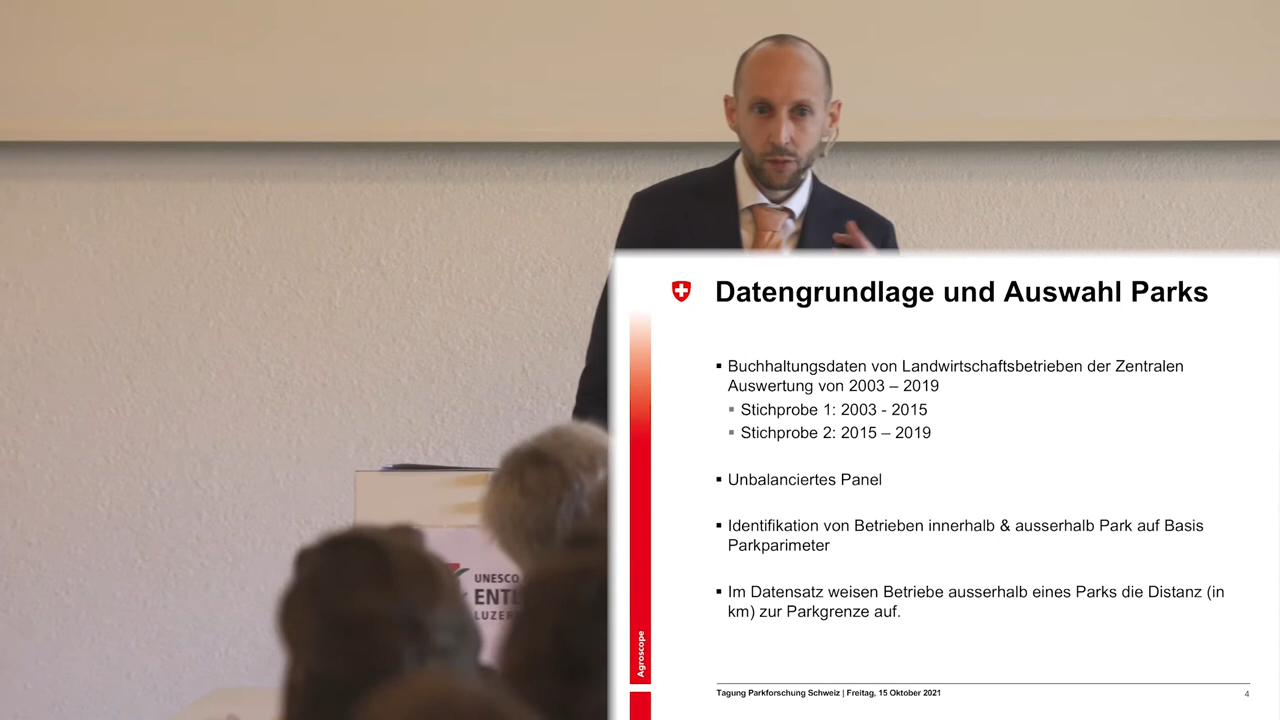 Datengrundlage und Auswahl Parks
▪ Buchhaltungsdaten von Landwirtschaftsbetrieben der Zentralen
Auswertung von 2003 – 2019
▪ Stichprobe 1: 2003 - 2015
▪ Stichprobe 2: 2015 – 2019
▪ Unbalanciertes Panel
▪ Identifikation von Betrieben innerhalb & ausserhalb Park auf Basis
Parkparimeter
▪ Im Datensatz weisen Betriebe ausserhalb eines Parks die Distanz (in
km) zur Parkgrenze auf.
Agroscope
Tagung Parkforschung Schweiz | Freitag, 15 Oktober 2021
4
UNESCO